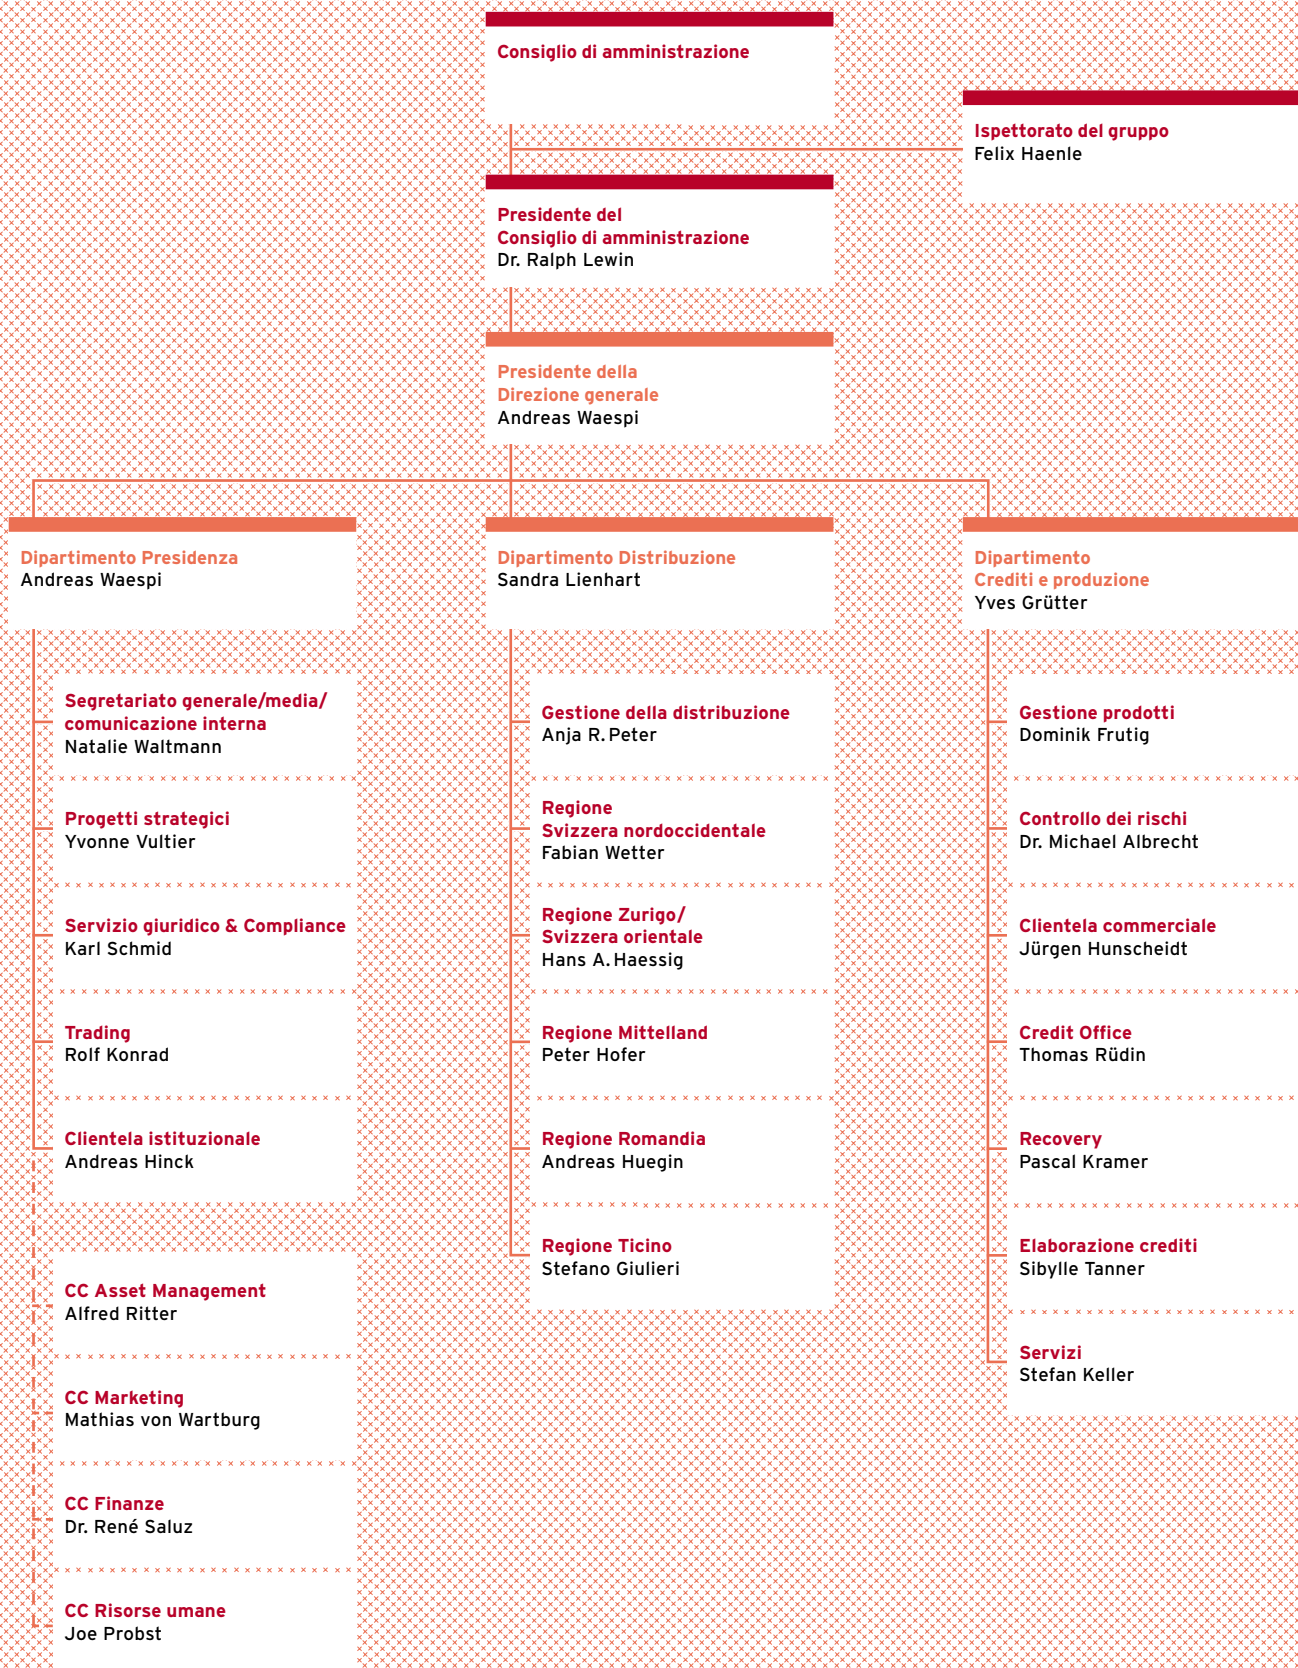 Consiglio di amministrazione
Ispettorato del gruppo
Felix Haenle
Presidente del
Consiglio di amministrazione
Dr. Ralph Lewin
Presidente della
Direzione generale
Andreas Waespi
Dipartimento Presidenza
Andreas Waespi
Segretariato generale/media/
comunicazione interna
Natalie Waltmann
Progetti strategici
Yvonne Vultier
Servizio giuridico & Compliance
Karl Schmid
Trading
Rolf Konrad
Clientela istituzionale
Andreas Hinck
CC Asset Management
Alfred Ritter
CC Marketing
Mathias von Wartburg
CC Finanze
Dr. René Saluz
CC Risorse umane
Joe Probst
Dipartimento Distribuzione
Sandra Lienhart
Gestione della distribuzione
Anja R. Peter
Regione
Svizzera nordoccidentale
Fabian Wetter
Regione Zurigo/
Svizzera orientale
Hans A. Haessig
Regione Mittelland
Peter Hofer
Regione Romandia
Andreas Huegin
Regione Ticino
Stefano Giulieri
Dipartimento
Crediti e produzione
Yves Grütter
Gestione prodotti
Dominik Frutig
Controllo dei rischi
Dr. Michael Albrecht
Clientela commerciale
Jürgen Hunscheidt
Credit Office
Thomas Rüdin
Recovery
Pascal Kramer
Elaborazione crediti
Sibylle Tanner
Servizi
Stefan Keller